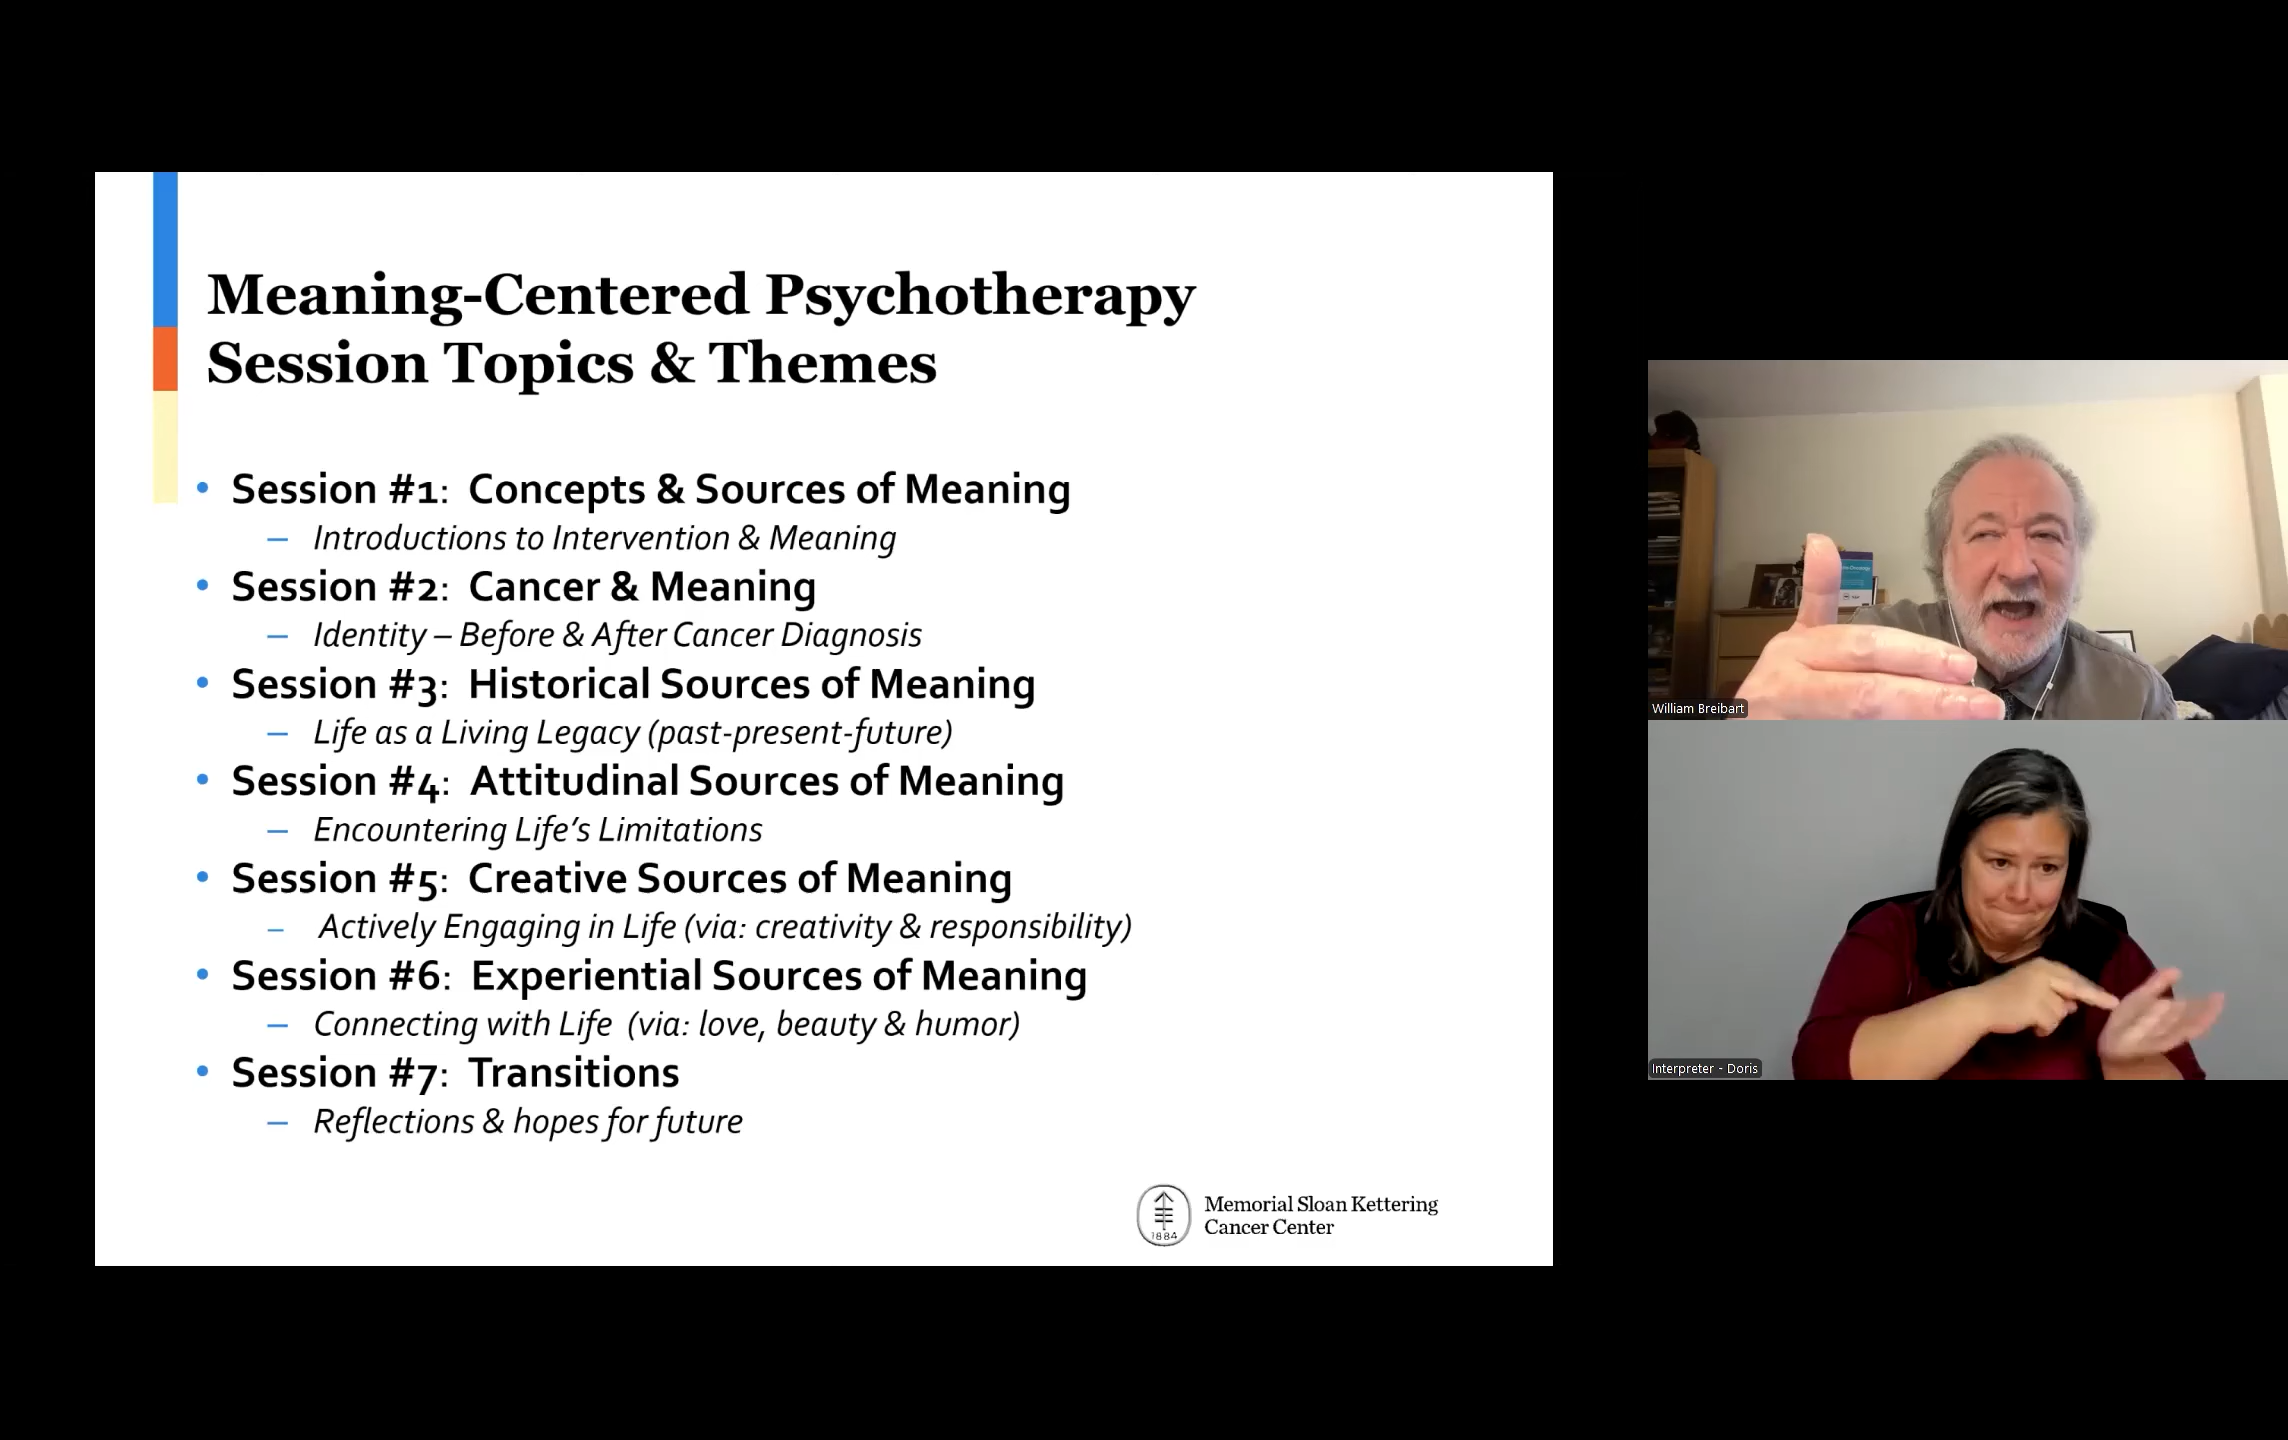 Meaning-Centered Psychotherapy
Session Topics & Themes
• Session #1: Concepts & Sources of Meaning
– Introductions to Intervention & Meaning
• Session #2: Cancer & Meaning
– Identity – Before & After Cancer Diagnosis
• Session #3: Historical Sources of Meaning
– Life as a Living Legacy (past-present-future)
• Session #4: Attitudinal Sources of Meaning
– Encountering Life’s Limitations
• Session #5: Creative Sources of Meaning
– Actively Engaging in Life (via: creativity & responsibility)
• Session #6: Experiential Sources of Meaning
– Connecting with Life (via: love, beauty & humor)
• Session #7: Transitions
– Reflections & hopes for future
1884
Memorial Sloan Kettering
Cancer Center
William Breibart
Interpreter - Doris